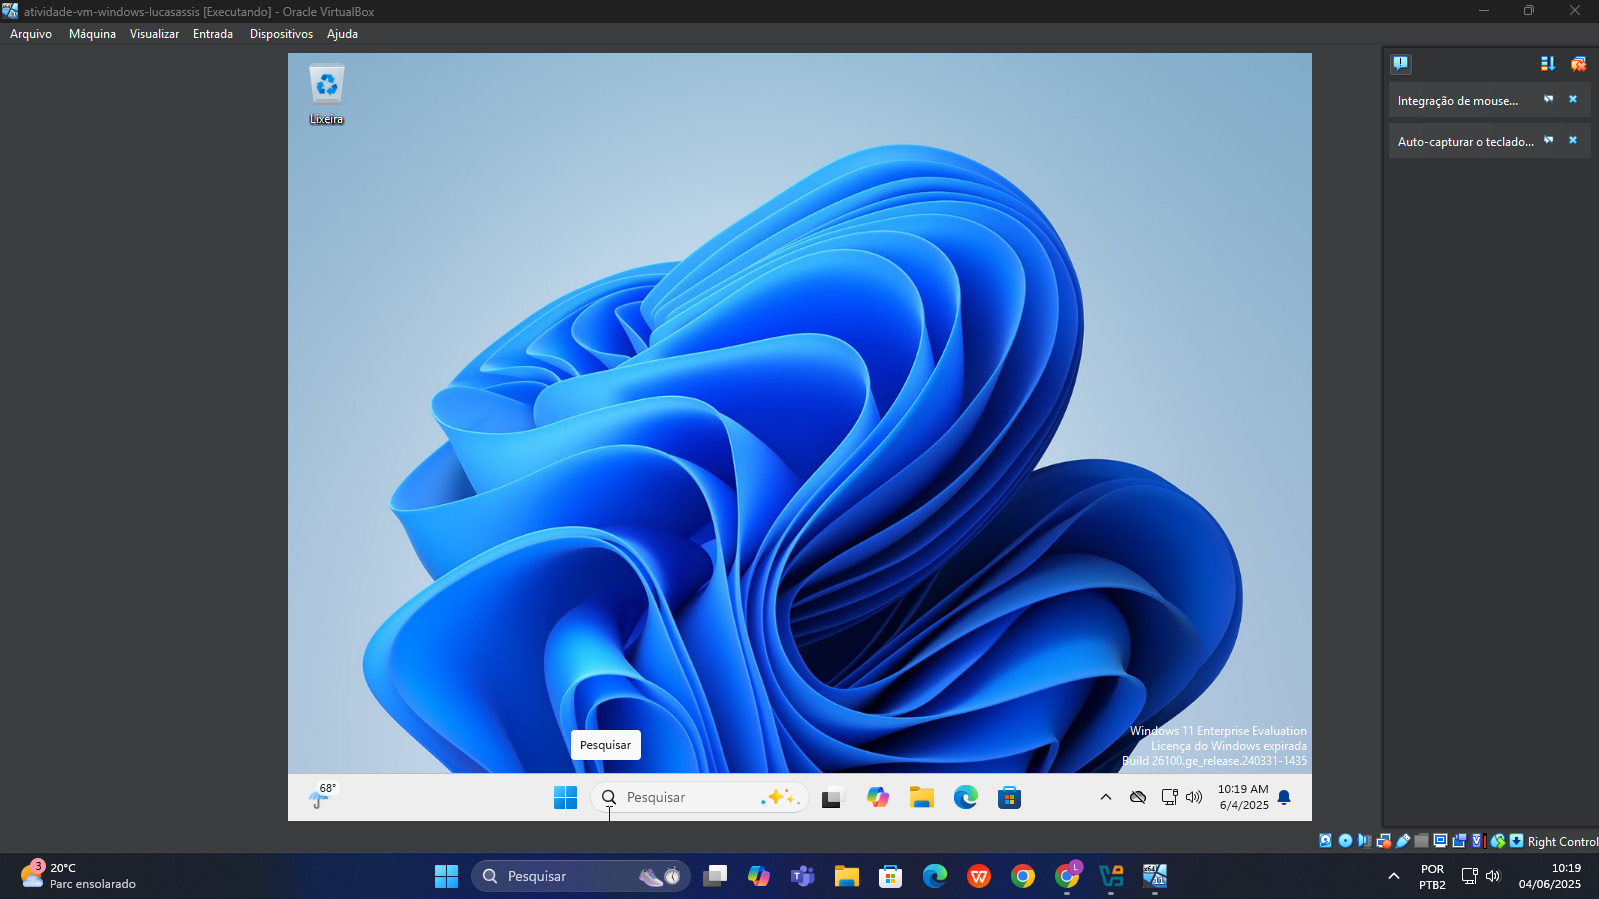 atividade-vm-windows-lucasassis [Executando] - Oracle VirtualBox
Arquivo Máquina Visualizar Entrada Dispositivos Ajuda
Lixeira
Integração de mouse...
Auto-capturar o teclado...
Windows 11 Enterprise Evaluation
Licença do Windows expirada
Build 26100.ge_release.240331-1435
Pesquisar
68°
Pesquisar
10:19 AM
6/4/2025
Right Control
3
20°C
Parc ensolarado
Pesquisar
L
POR
PTB2
10:19
04/06/2025